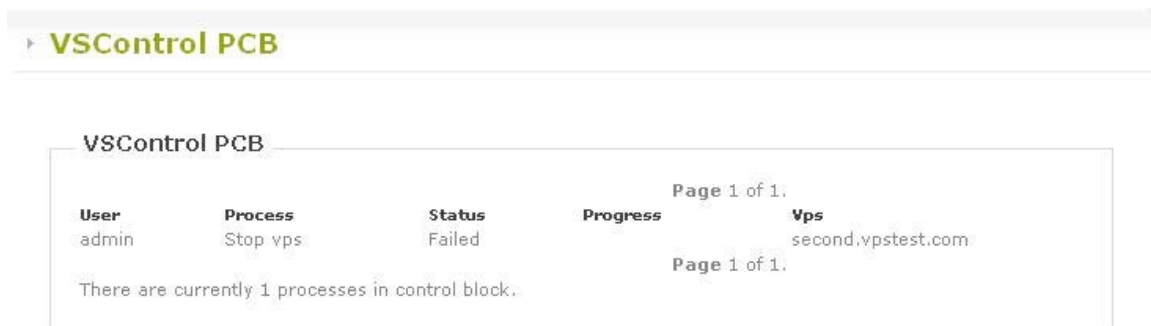 VSControl PCB
VSControl PCB
Page 1 of 1.
User Process Status Progress Vps
admin Stop vps Failed second.vpstest.com
Page 1 of 1.
There are currently 1 processes in control block.